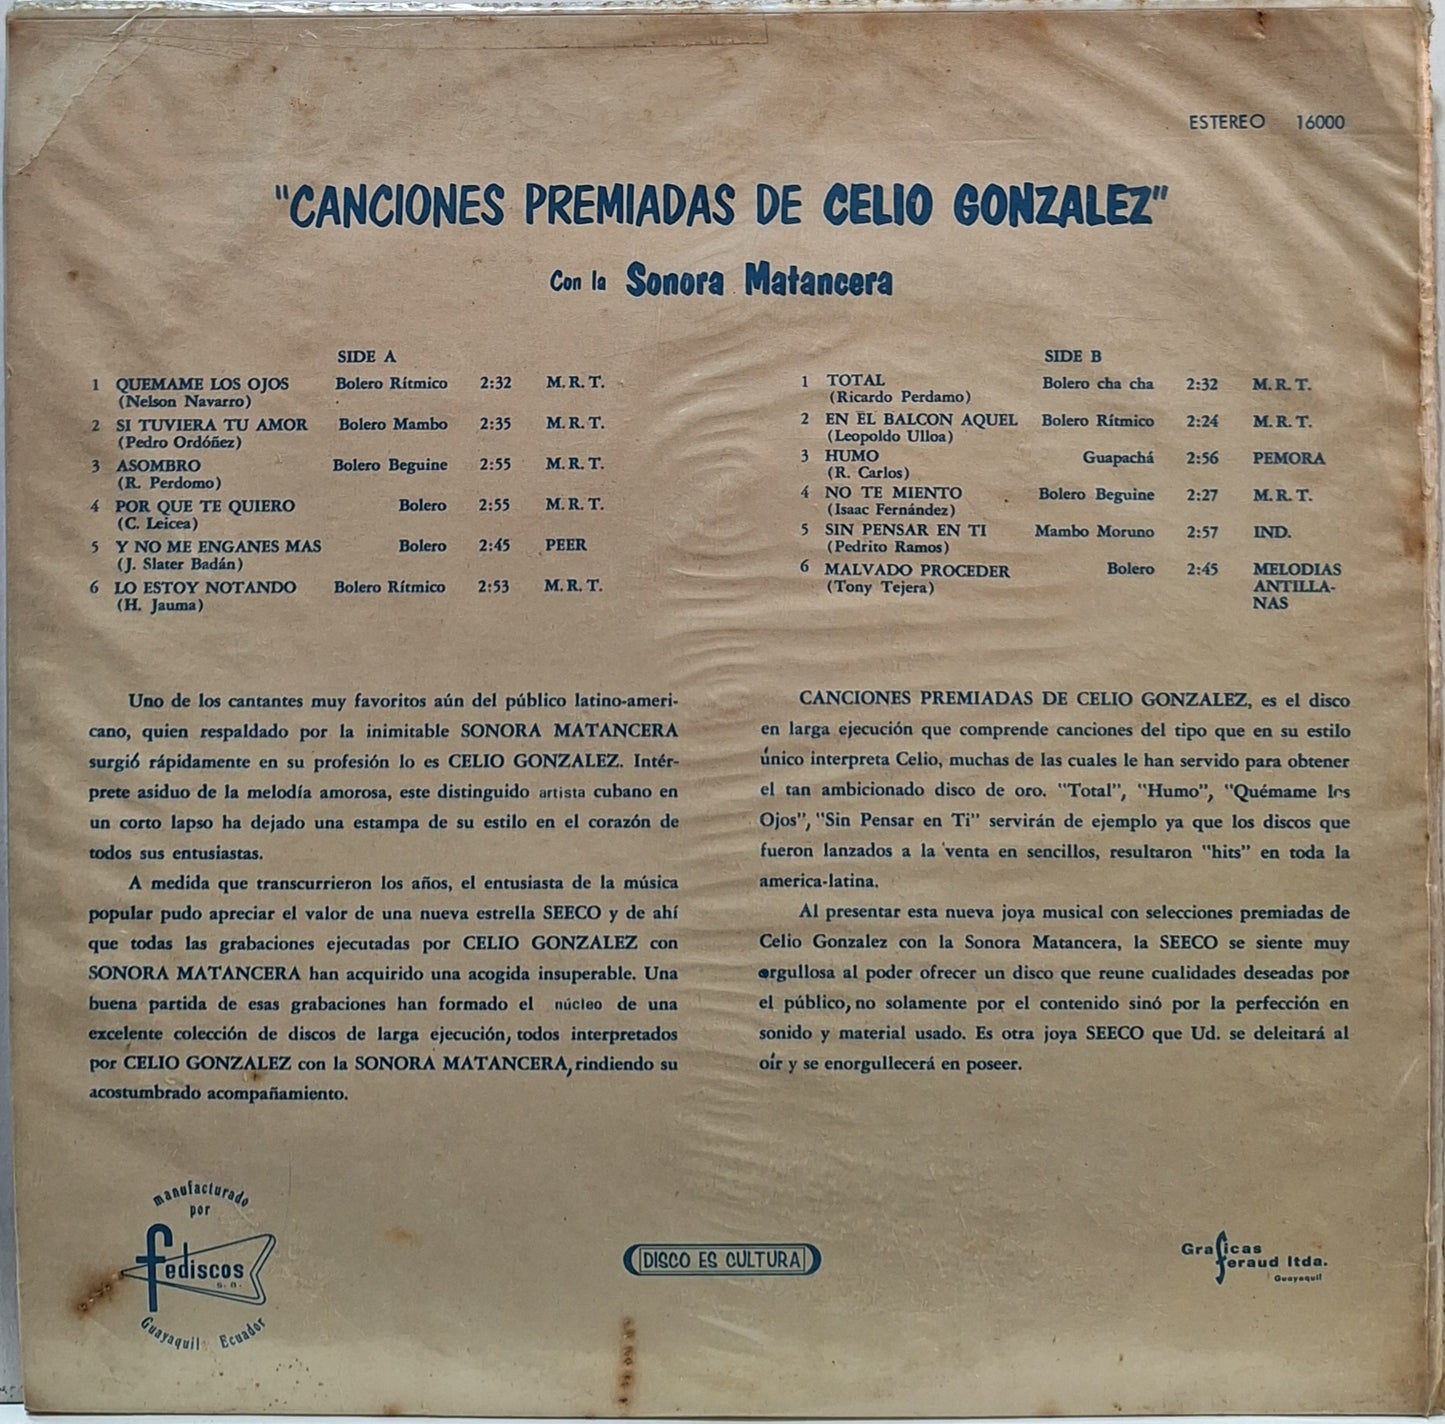 ESTEREO 16000
"CANCIONES PREMIADAS DE CELIO GONZALEZ"
Con la Sonora Matancera
SIDE A
1 QUEMAME LOS OJOS Bolero Rítmico 2:32 M. R. T.
(Nelson Navarro)
2 SI TUVIERA TU AMOR Bolero Mambo 2:35 M. R. T.
(Pedro Ordóñez)
3 ASOMBRO Bolero Beguine 2:55 M. R. T.
(R. Perdomo)
4 POR QUE TE QUIERO Bolero 2:55 M. R. T.
(C. Leicea)
5 Y NO ME ENGANES MAS Bolero 2:45 PEER
(J. Slater Badán)
6 LO ESTOY NOTANDO Bolero Rítmico 2:53 M. R. T.
(H. Jauma)
SIDE B
1 TOTAL Bolero cha cha 2:32 M. R. T.
(Ricardo Perdamo)
2 EN EL BALCON AQUEL Bolero Rítmico 2:24 M. R. T.
(Leopoldo Ulloa)
3 HUMO Guapachá 2:56 PEMORA
(R. Carlos)
4 NO TE MIENTO Bolero Beguine 2:27 M. R. T.
(Isaac Fernández)
5 SIN PENSAR EN TI Mambo Moruno 2:57 IND.
(Pedrito Ramos)
6 MALVADO PROCEDER Bolero 2:45 MELODIAS
(Tony Tejera) ANTILLA-
NAS
Uno de los cantantes muy favoritos aún del público latino-ameri-
cano, quien respaldado por la inimitable SONORA MATANCERA
surgió rápidamente en su profesión lo es CELIO GONZALEZ. Intér-
prete asiduo de la melodía amorosa, este distinguido artista cubano en
un corto lapso ha dejado una estampa de su estilo en el corazón de
todos sus entusiastas.
A medida que transcurrieron los años, el entusiasta de la música
popular pudo apreciar el valor de una nueva estrella SEECO y de ahí
que todas las grabaciones ejecutadas por CELIO GONZALEZ con
SONORA MATANCERA han acquirido una acogida insuperable. Una
buena partida de esas grabaciones han formado el núcleo de una
excelente colección de discos de larga ejecución, todos interpretados
por CELIO GONZALEZ con la SONORA MATANCERA, rindiendo su
acostumbrado acompañamiento.
CANCIONES PREMIADAS DE CELIO GONZALEZ, es el disco
en larga ejecución que comprende canciones del tipo que en su estilo
único interpreta Celio, muchas de las cuales le han servido para obtener
el tan ambicionado disco de oro. "Total", "Humo", "Quémame los
Ojos", "Sin Pensar en Ti" servirán de ejemplo ya que los discos que
fueron lanzados a la venta en sencillos, resultaron "hits" en toda la
america-latina.
Al presentar esta nueva joya musical con selecciones premiadas de
Celio Gonzalez con la Sonora Matancera, la SEECO se siente muy
orgullosa al poder ofrecer un disco que reune cualidades deseadas por
el público, no solamente por el contenido sinó por la perfección en
sonido y material usado. Es otra joya SEECO que Ud. se deleitará al
oír y se enorgullecerá en poseer.
manufacturado
por
fediscos
s. a.
Guayaquil Ecuador
DISCO ES CULTURA
Graficas
feraud ltda.
Guayaquil